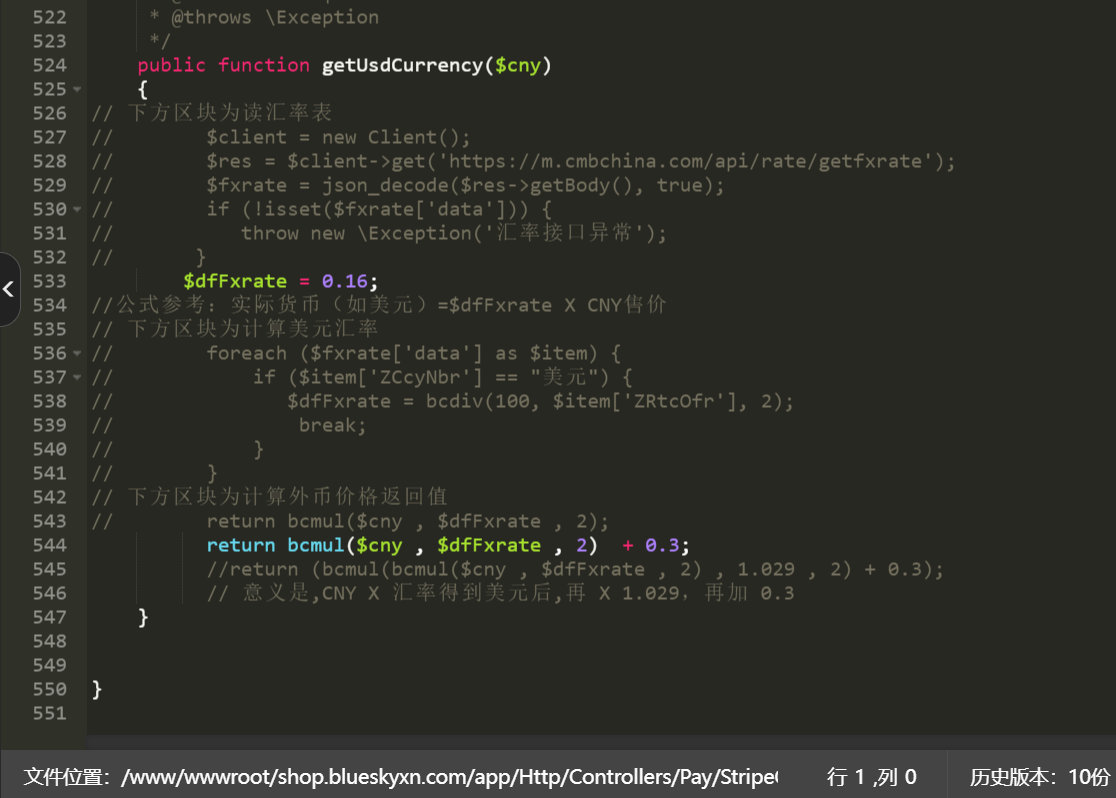 522 * @throws \Exception
523 */
524 public function getUsdCurrency($cny)
525 {
526 // 下方区块为读汇率表
527 // $client = new Client();
528 // $res = $client->get('https://m.cmbchina.com/api/rate/getfxrate');
529 // $fxrate = json_decode($res->getBody(), true);
530 // if (!isset($fxrate['data'])) {
531 // throw new \Exception('汇率接口异常');
532 // }
533 $dfFxrate = 0.16;
534 //公式参考：实际货币（如美元）=$dfFxrate X CNY售价
535 // 下方区块为计算美元汇率
536 // foreach ($fxrate['data'] as $item) {
537 // if ($item['ZCcyNbr'] == "美元") {
538 // $dfFxrate = bcdiv(100, $item['ZRtcOfr'], 2);
539 // break;
540 // }
541 // }
542 // 下方区块为计算外币价格返回值
543 // return bcmul($cny , $dfFxrate , 2);
544 return bcmul($cny , $dfFxrate , 2) + 0.3;
545 //return (bcmul(bcmul($cny , $dfFxrate , 2) , 1.029 , 2) + 0.3);
546 // 意义是,CNY X 汇率得到美元后,再 X 1.029，再加 0.3
547 }
548
549
550 }
551
文件位置：/www/wwwroot/shop.blueskyxn.com/app/Http/Controllers/Pay/Stripe 行 1 ,列 0 历史版本：10份